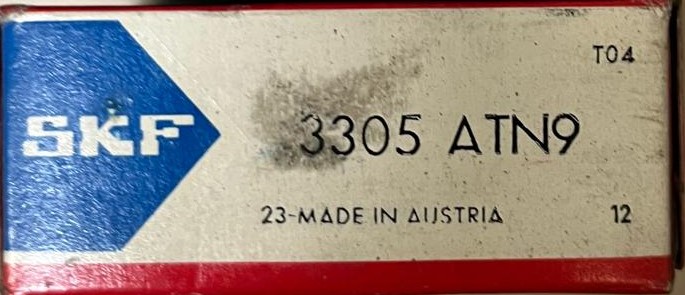 T04
SKF
3305 ATN9
23-MADE IN AUSTRIA 12